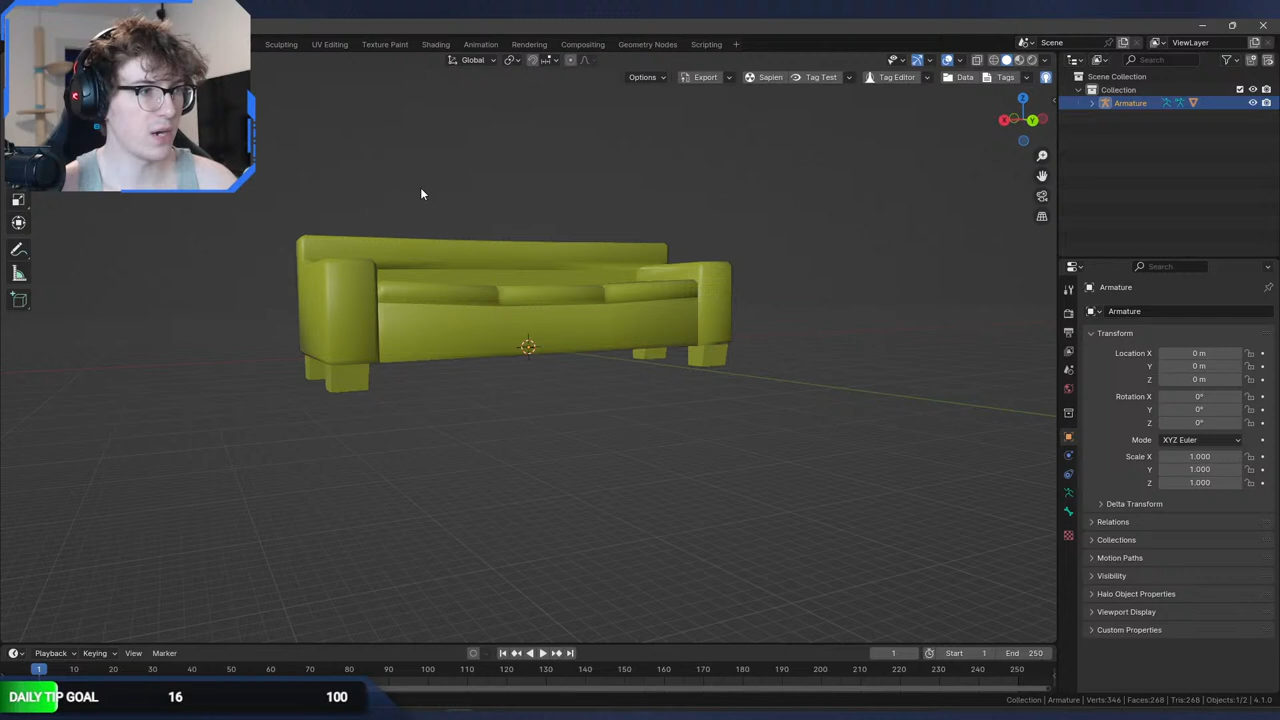 Sculpting UV Editing Texture Paint Shading Animation Rendering Compositing Geometry Nodes Scripting +
Scene
ViewLayer
Global
Search
Options
Export
Sapien
Tag Test
Tag Editor
Data
Tags
Scene Collection
Collection
Armature
Z
X
Y
Search
Armature
Armature
Transform
Location X 0 m
Y 0 m
Z 0 m
Rotation X 0°
Y 0°
Z 0°
Mode XYZ Euler
Scale X 1.000
Y 1.000
Z 1.000
Delta Transform
Relations
Collections
Motion Paths
Visibility
Halo Object Properties
Viewport Display
Custom Properties
Playback Keying View Marker
1
Start 1
End 250
1 10 20 30 40 50 60 70 80 90 100 110 120 130 140 150 160 170 180 190 200 210 220 230 240 250
DAILY TIP GOAL 16 100
Collection | Armature | Verts:346 | Faces:268 | Tris:268 | Objects:1/2 | 4.1.0